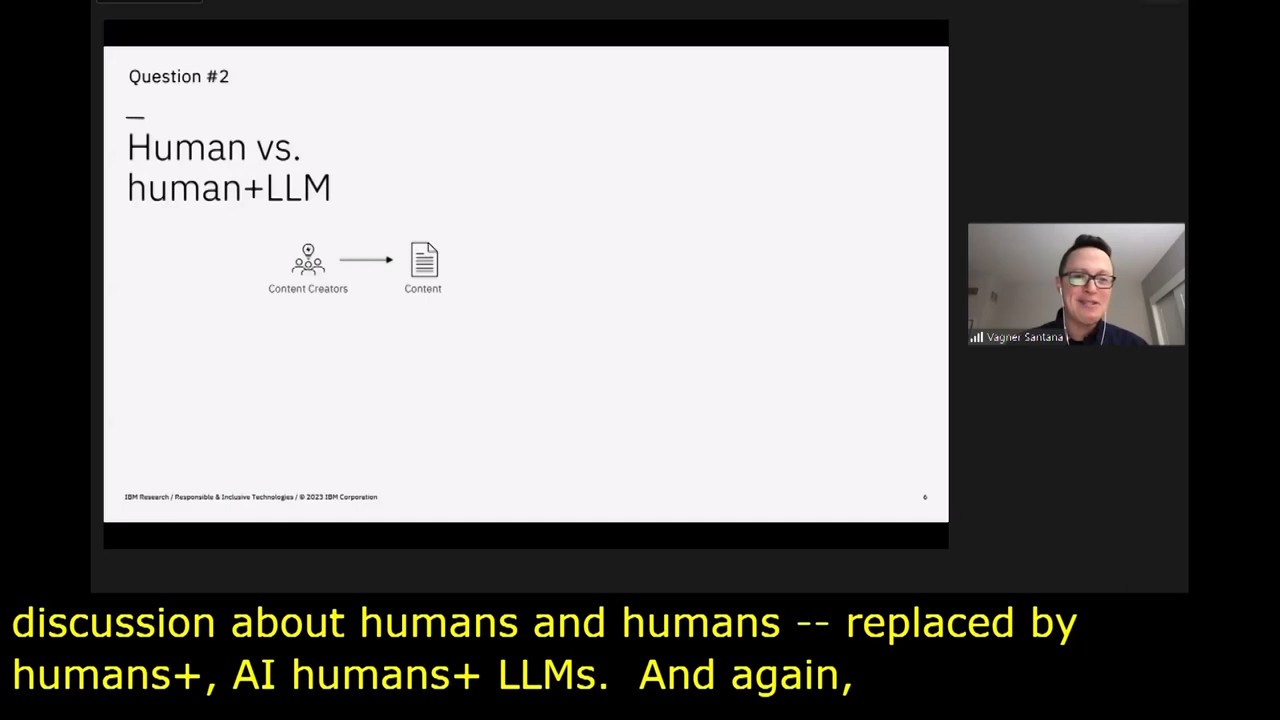 Question #2
Human vs.
human+LLM
Content Creators
Content
IBM Research / Responsible & Inclusive Technologies / © 2023 IBM Corporation
6
Vagner Santana
discussion about humans and humans -- replaced by
humans+, AI humans+ LLMs.  And again,